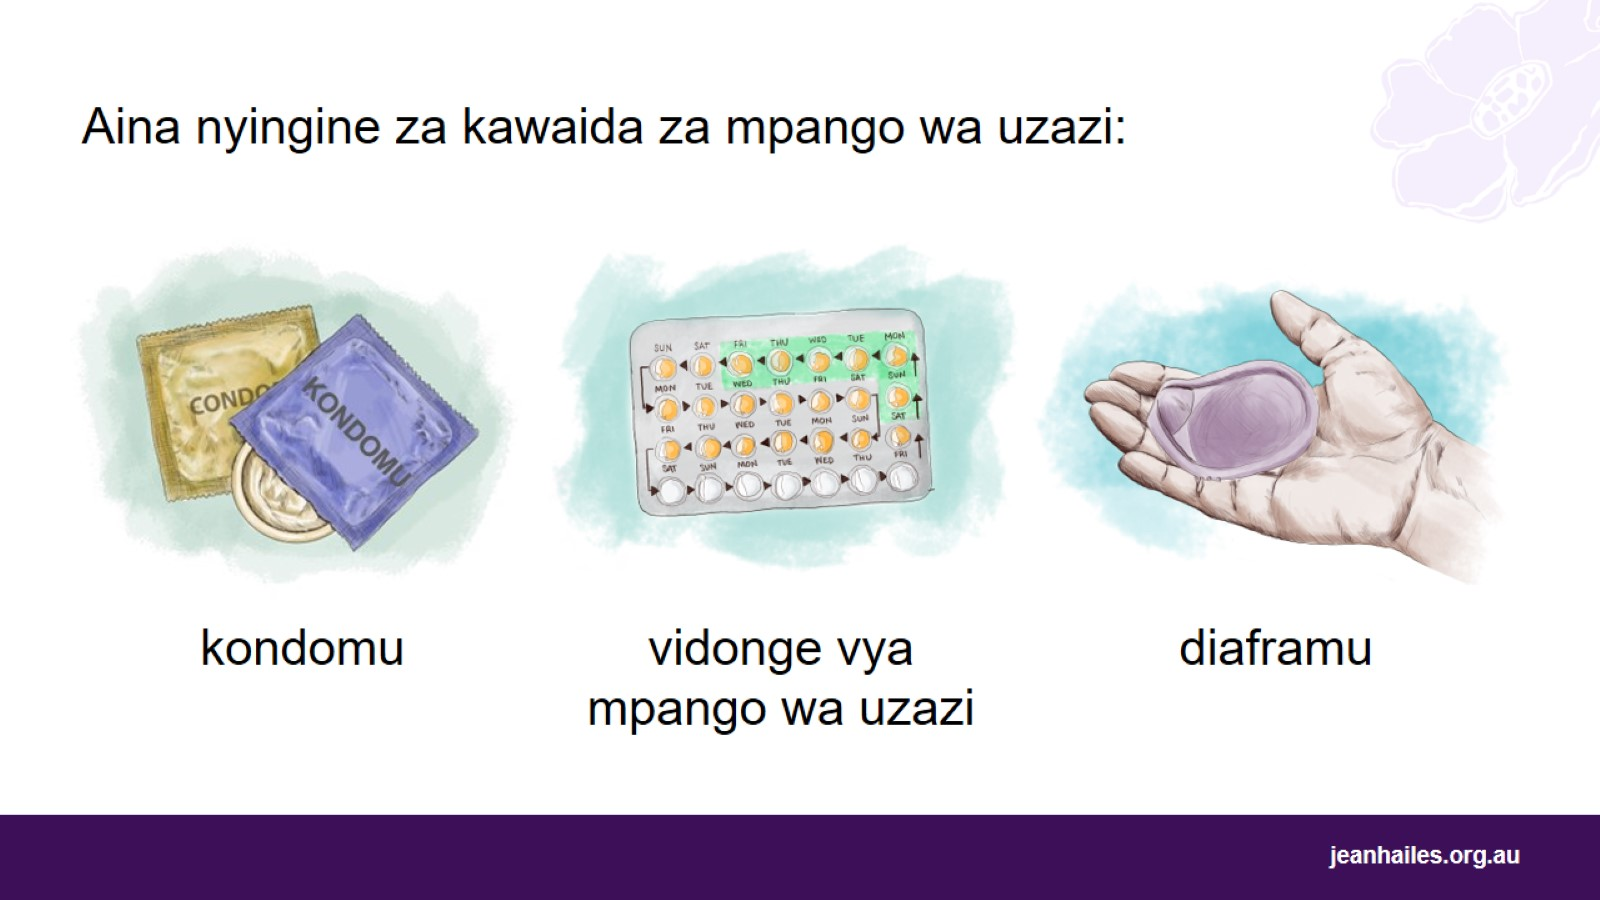 Aina nyingine za kawaida za mpango wa uzazi:
CONDO
KONDOMU
SUN SAT FRI THU WED TUE MON
MON TUE WED THU FRI SAT SUN
FRI THU WED TUE MON SUN SAT
SAT SUN MON TUE WED THU FRI
kondomu
vidonge vya
mpango wa uzazi
diaframu
jeanhailes.org.au